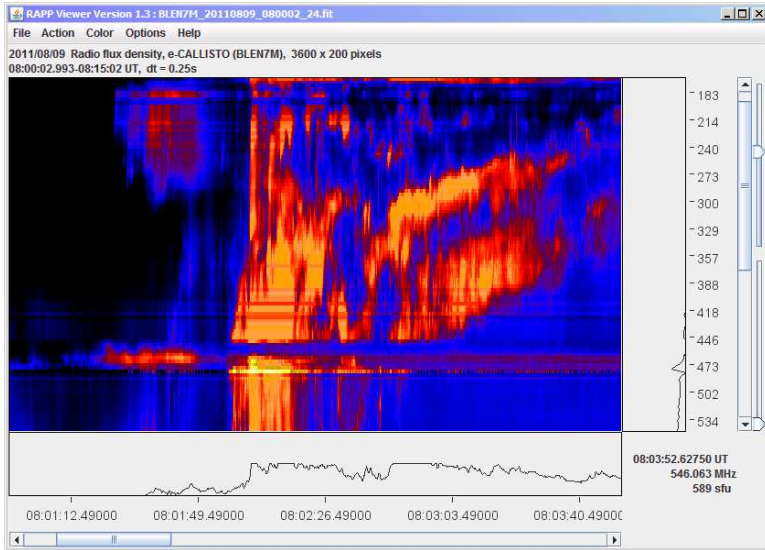 RAPP Viewer Version 1.3 : BLEN7M_20110809_080002_24.fit
File Action Color Options Help
2011/08/09 Radio flux density, e-CALLISTO (BLEN7M), 3600 x 200 pixels
08:00:02.993-08:15:02 UT, dt = 0.25s
183
214
240
273
300
329
357
388
418
446
473
502
534
08:03:52.62750 UT
546.063 MHz
589 sfu
08:01:12.49000 08:01:49.49000 08:02:26.49000 08:03:03.49000 08:03:40.49000